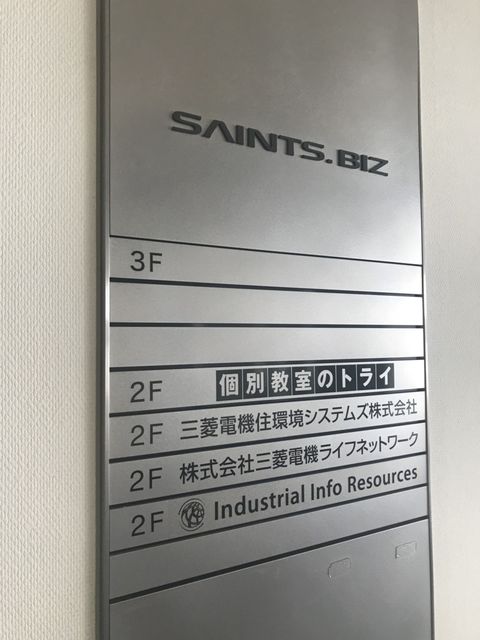 SAINTS.BIZ
3F
2F 個別教室のトライ
2F 三菱電機住環境システムズ株式会社
2F 株式会社三菱電機ライフネットワーク
2F Industrial Info Resources